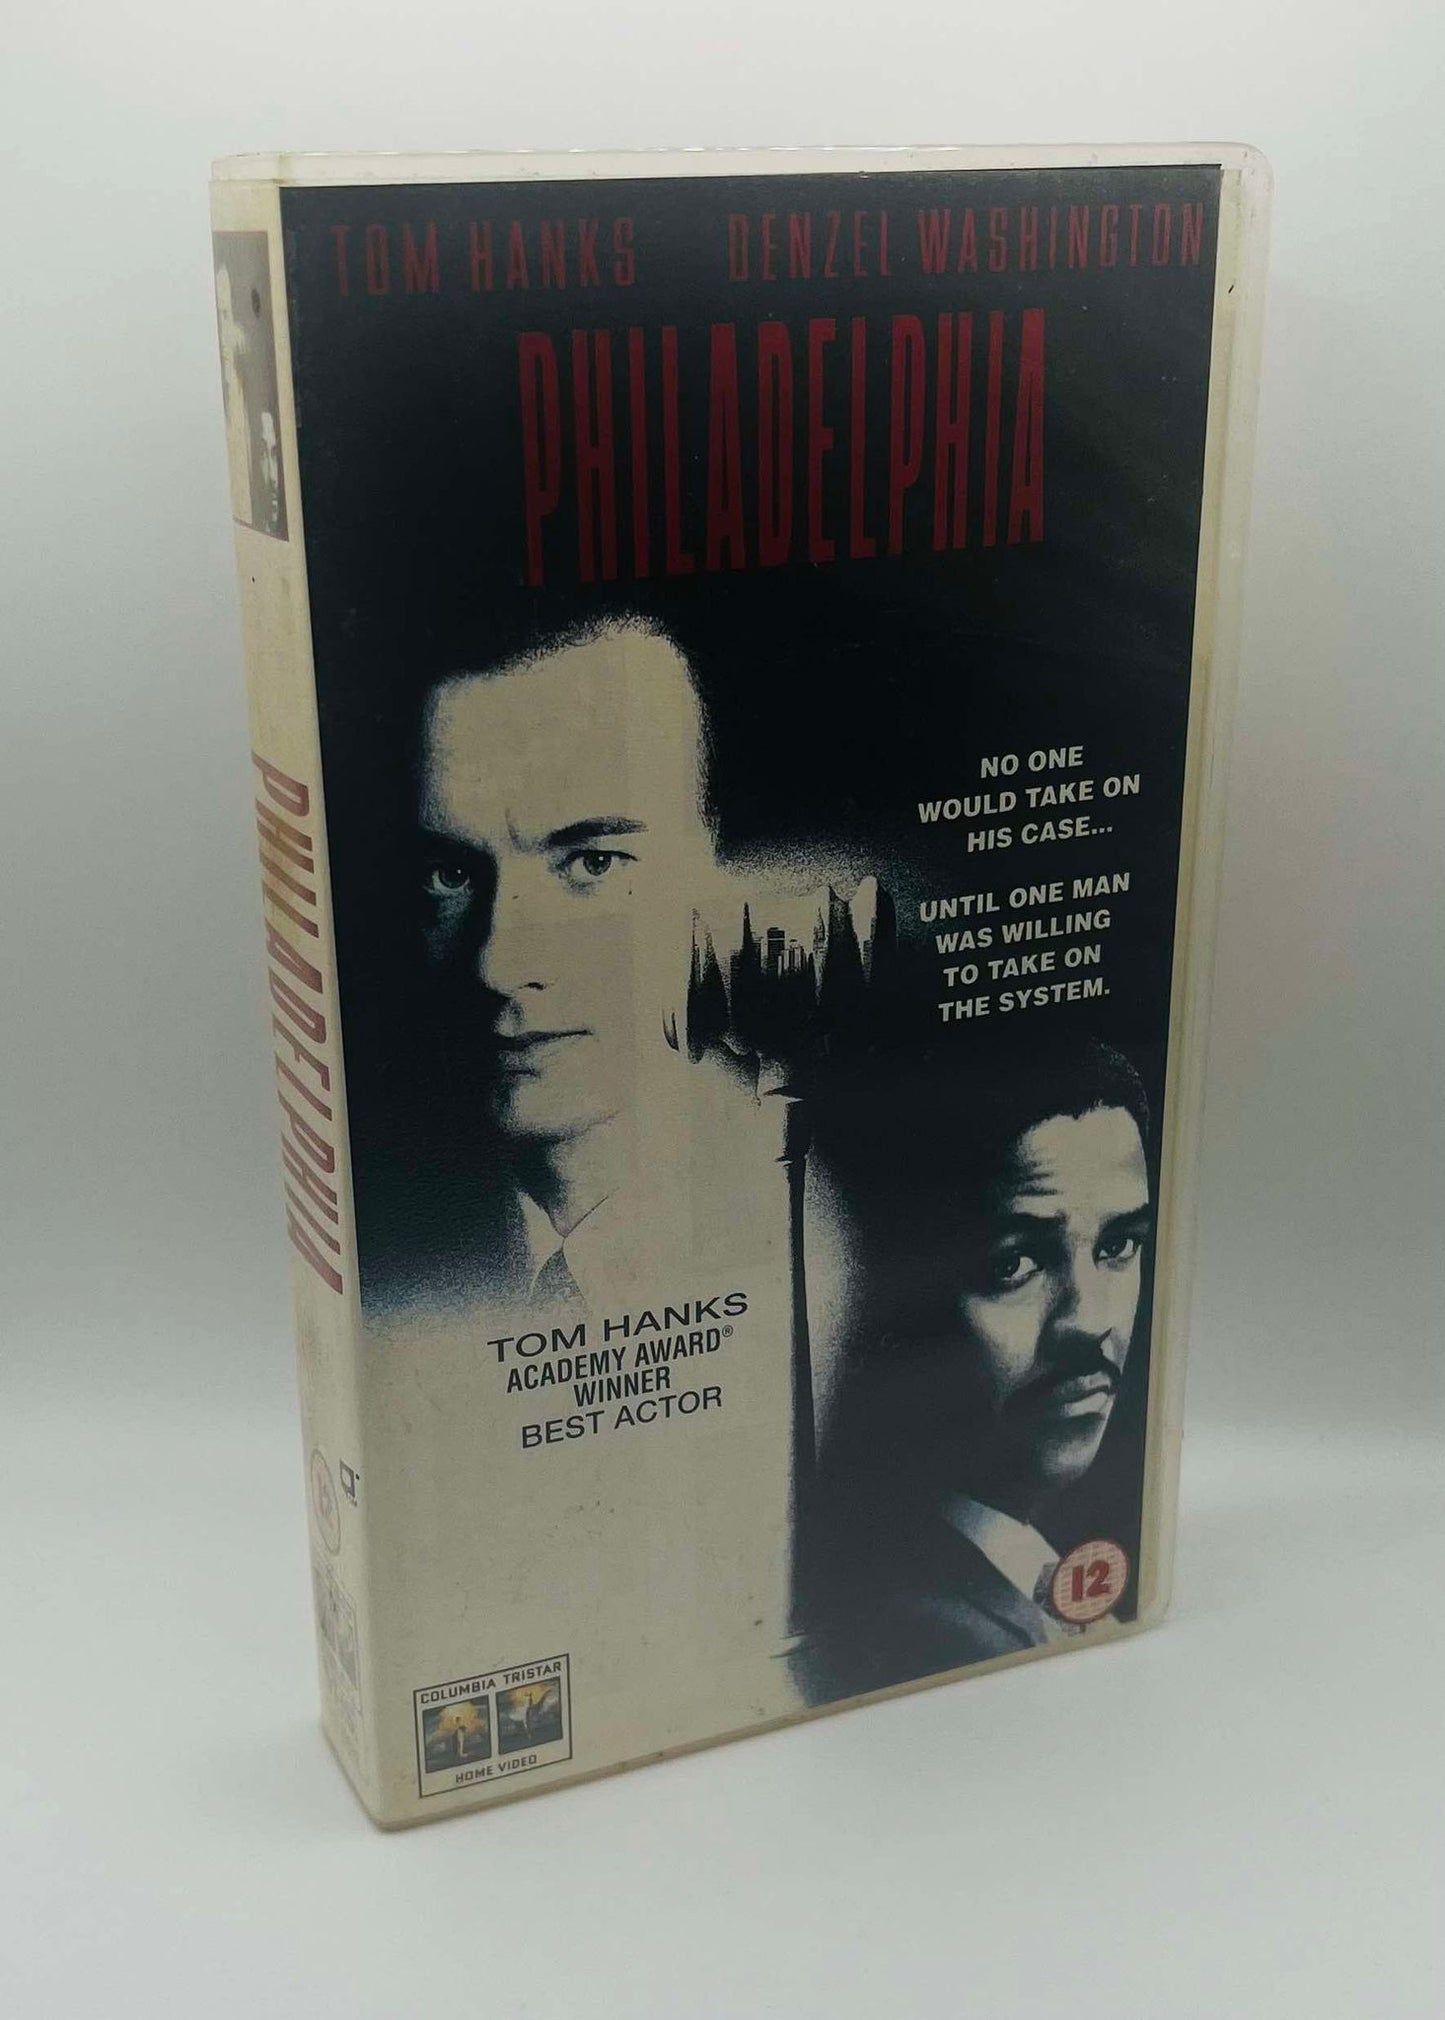 TOM HANKS DENZEL WASHINGTON
PHILADELPHIA
NO ONE
WOULD TAKE ON
HIS CASE...
UNTIL ONE MAN
WAS WILLING
TO TAKE ON
THE SYSTEM.
TOM HANKS
ACADEMY AWARD®
WINNER
BEST ACTOR
12
COLUMBIA TRISTAR
HOME VIDEO
PHILADELPHIA
12